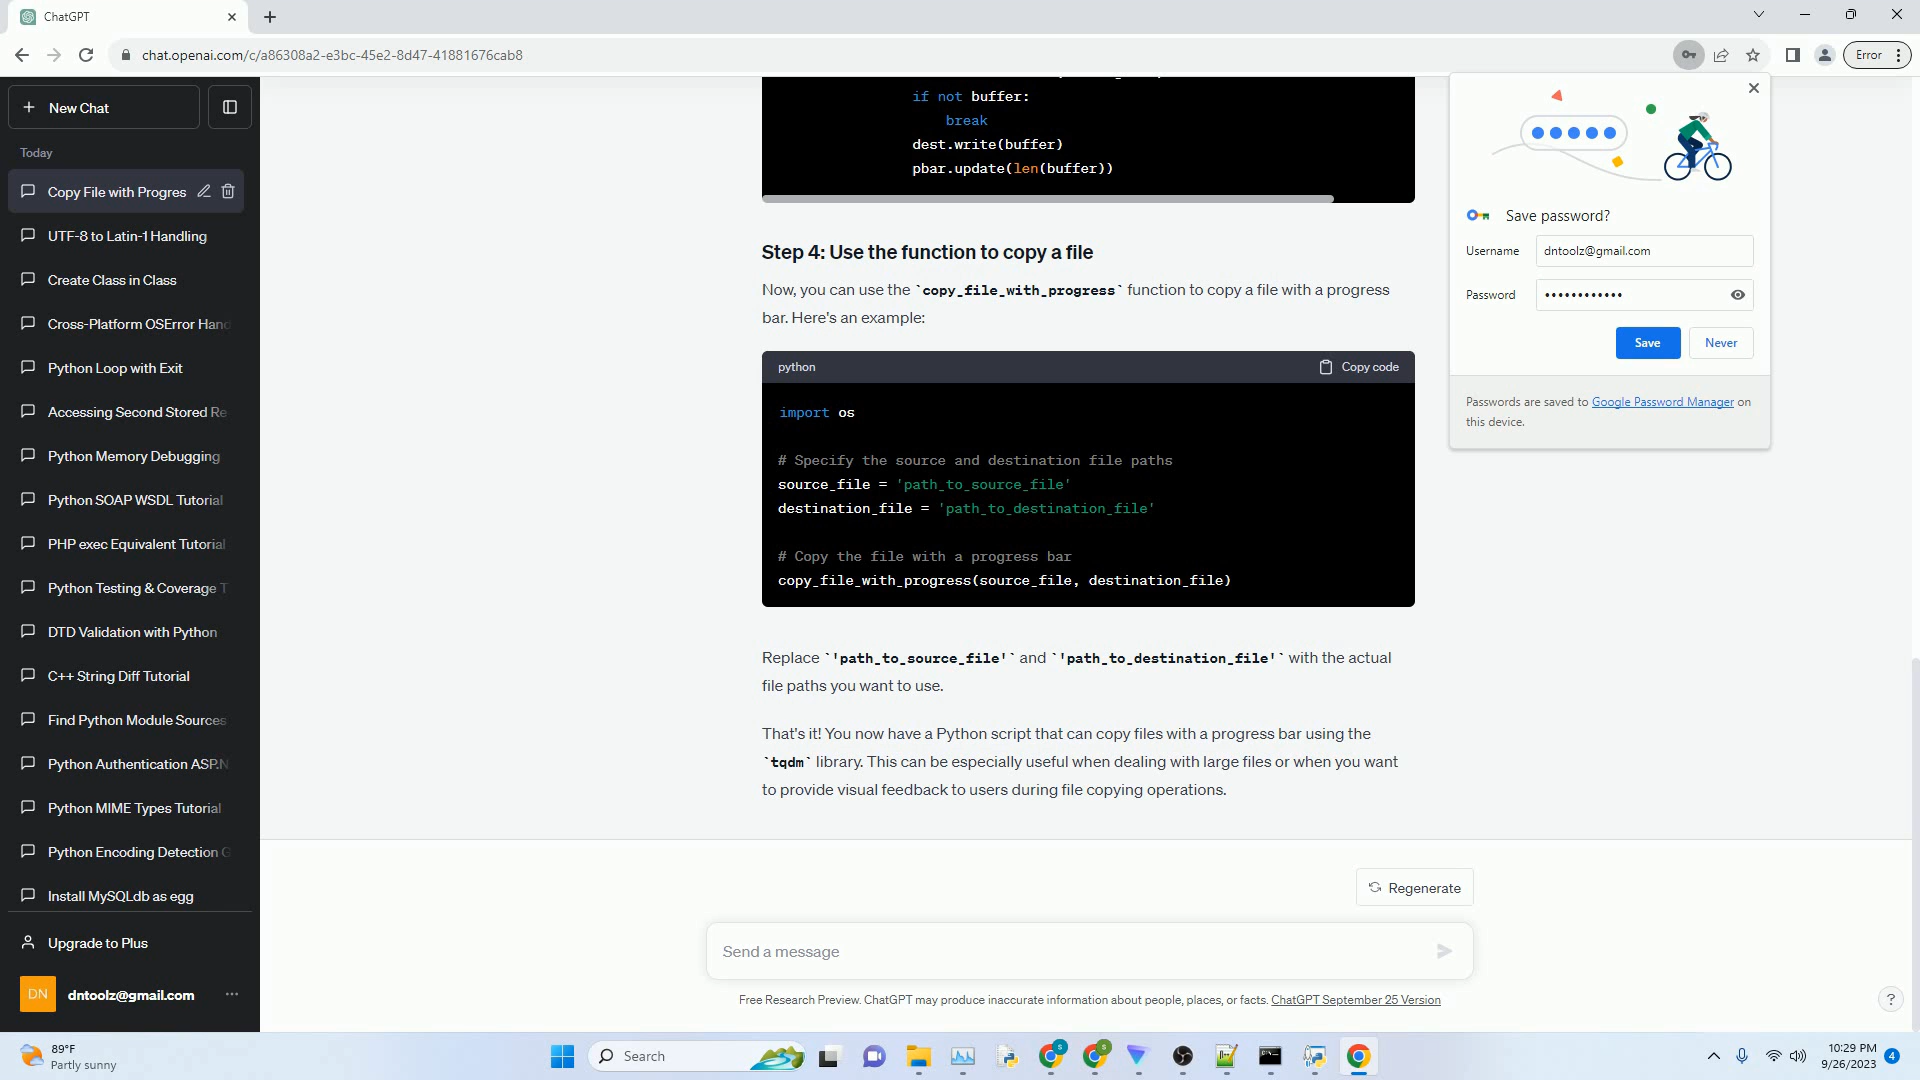 ChatGPT
chat.openai.com/c/a86308a2-e3bc-45e2-8d47-41881676cab8
Error
New Chat
Today
Copy File with Progres
UTF-8 to Latin-1 Handling
Create Class in Class
Cross-Platform OSError Hand
Python Loop with Exit
Accessing Second Stored Re
Python Memory Debugging
Python SOAP WSDL Tutorial
PHP exec Equivalent Tutorial
Python Testing & Coverage T
DTD Validation with Python
C++ String Diff Tutorial
Find Python Module Sources
Python Authentication ASP.N
Python MIME Types Tutorial
Python Encoding Detection G
Install MySQLdb as egg
Upgrade to Plus
DN
dntoolz@gmail.com
if not buffer:
break
dest.write(buffer)
pbar.update(len(buffer))
Step 4: Use the function to copy a file
Now, you can use the `copy_file_with_progress` function to copy a file with a progress
bar. Here's an example:
python
Copy code
import os
# Specify the source and destination file paths
source_file = 'path_to_source_file'
destination_file = 'path_to_destination_file'
# Copy the file with a progress bar
copy_file_with_progress(source_file, destination_file)
Replace `'path_to_source_file'` and `'path_to_destination_file'` with the actual
file paths you want to use.
That's it! You now have a Python script that can copy files with a progress bar using the
`tqdm` library. This can be especially useful when dealing with large files or when you want
to provide visual feedback to users during file copying operations.
Regenerate
Send a message
Free Research Preview. ChatGPT may produce inaccurate information about people, places, or facts. ChatGPT September 25 Version
?
Save password?
Username
dntoolz@gmail.com
Password
Save
Never
Passwords are saved to Google Password Manager on
this device.
89°F
Partly sunny
Search
10:29 PM
9/26/2023
4